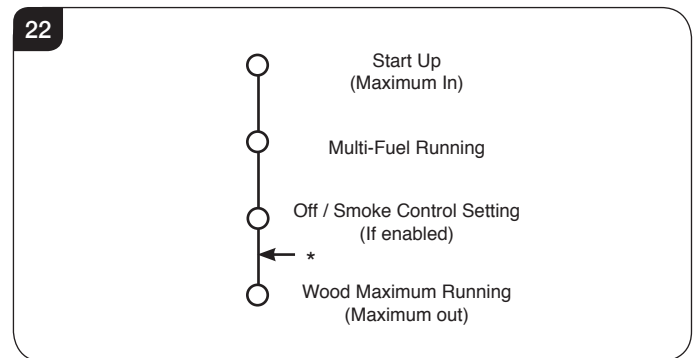 22
Start Up
(Maximum In)
Multi-Fuel Running
Off / Smoke Control Setting
(If enabled)
*
Wood Maximum Running
(Maximum out)